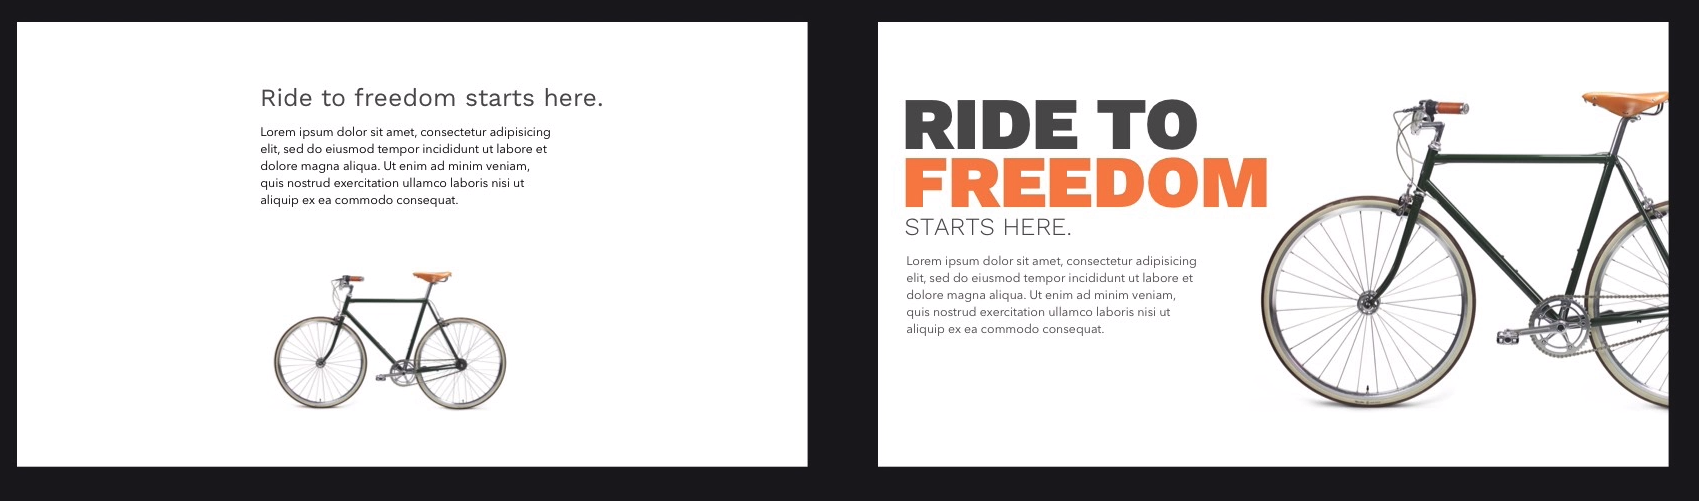 Ride to freedom starts here.
Lorem ipsum dolor sit amet, consectetur adipisicing
elit, sed do eiusmod tempor incididunt ut labore et
dolore magna aliqua. Ut enim ad minim veniam,
quis nostrud exercitation ullamco laboris nisi ut
aliquip ex ea commodo consequat.
RIDE TO
FREEDOM
STARTS HERE.
Lorem ipsum dolor sit amet, consectetur adipisicing
elit, sed do eiusmod tempor incididunt ut labore et
dolore magna aliqua. Ut enim ad minim veniam,
quis nostrud exercitation ullamco laboris nisi ut
aliquip ex ea commodo consequat.